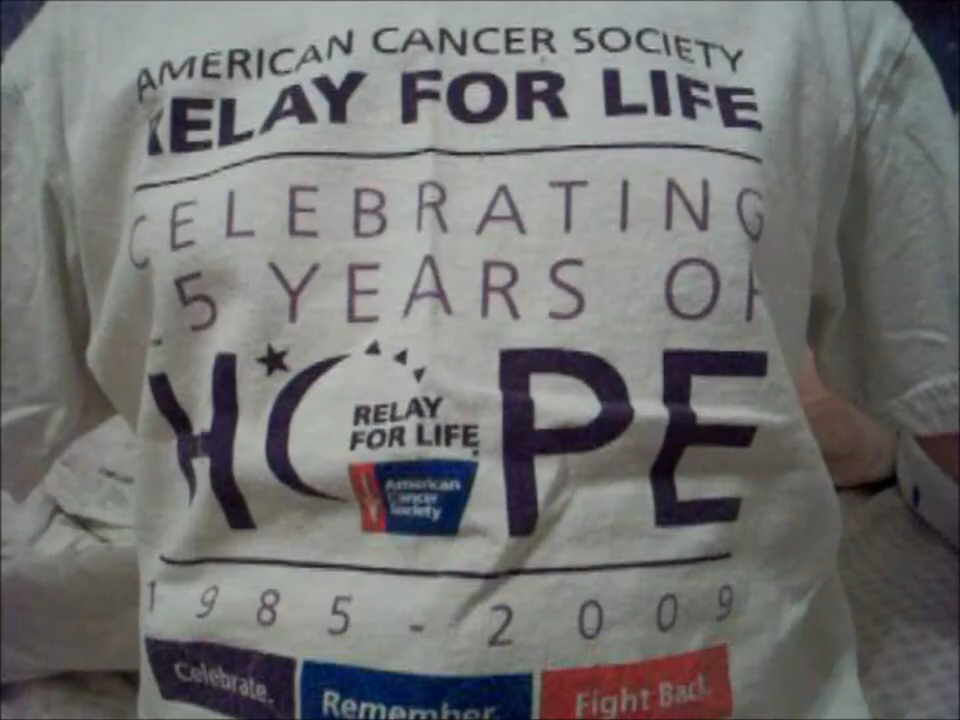 AMERICAN CANCER SOCIETY
RELAY FOR LIFE
CELEBRATING
25 YEARS OF
HOPE
RELAY
FOR LIFE
American
Cancer
Society
1985-2009
Celebrate. Remember. Fight Back.